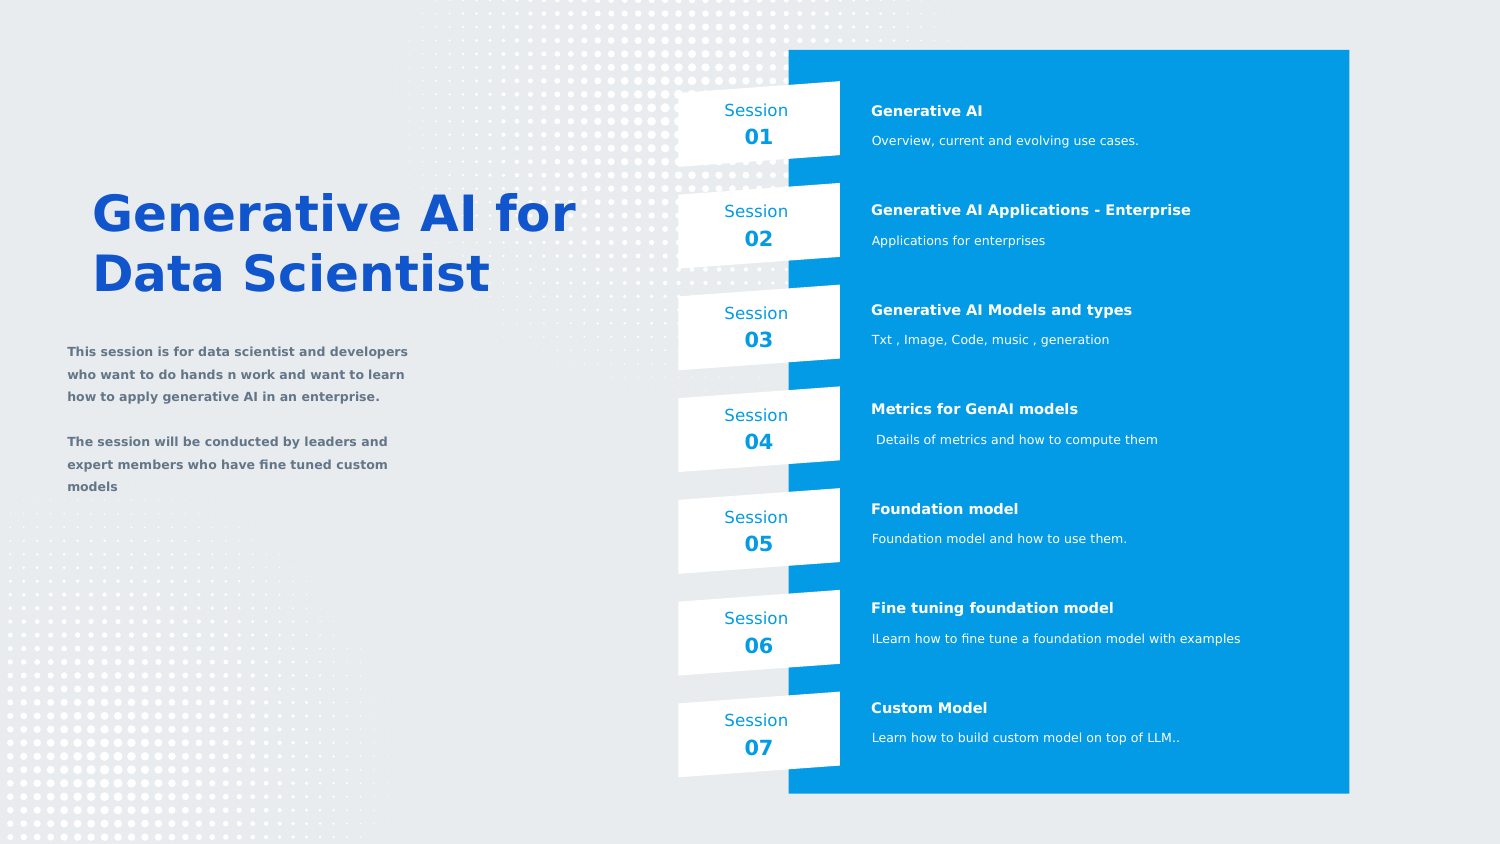 Generative AI for
Data Scientist
This session is for data scientist and developers
who want to do hands n work and want to learn
how to apply generative AI in an enterprise.
The session will be conducted by leaders and
expert members who have fine tuned custom
models
Session
01
Generative AI
Overview, current and evolving use cases.
Session
02
Generative AI Applications - Enterprise
Applications for enterprises
Session
03
Generative AI Models and types
Txt , Image, Code, music , generation
Session
04
Metrics for GenAI models
Details of metrics and how to compute them
Session
05
Foundation model
Foundation model and how to use them.
Session
06
Fine tuning foundation model
lLearn how to fine tune a foundation model with examples
Session
07
Custom Model
Learn how to build custom model on top of LLM..